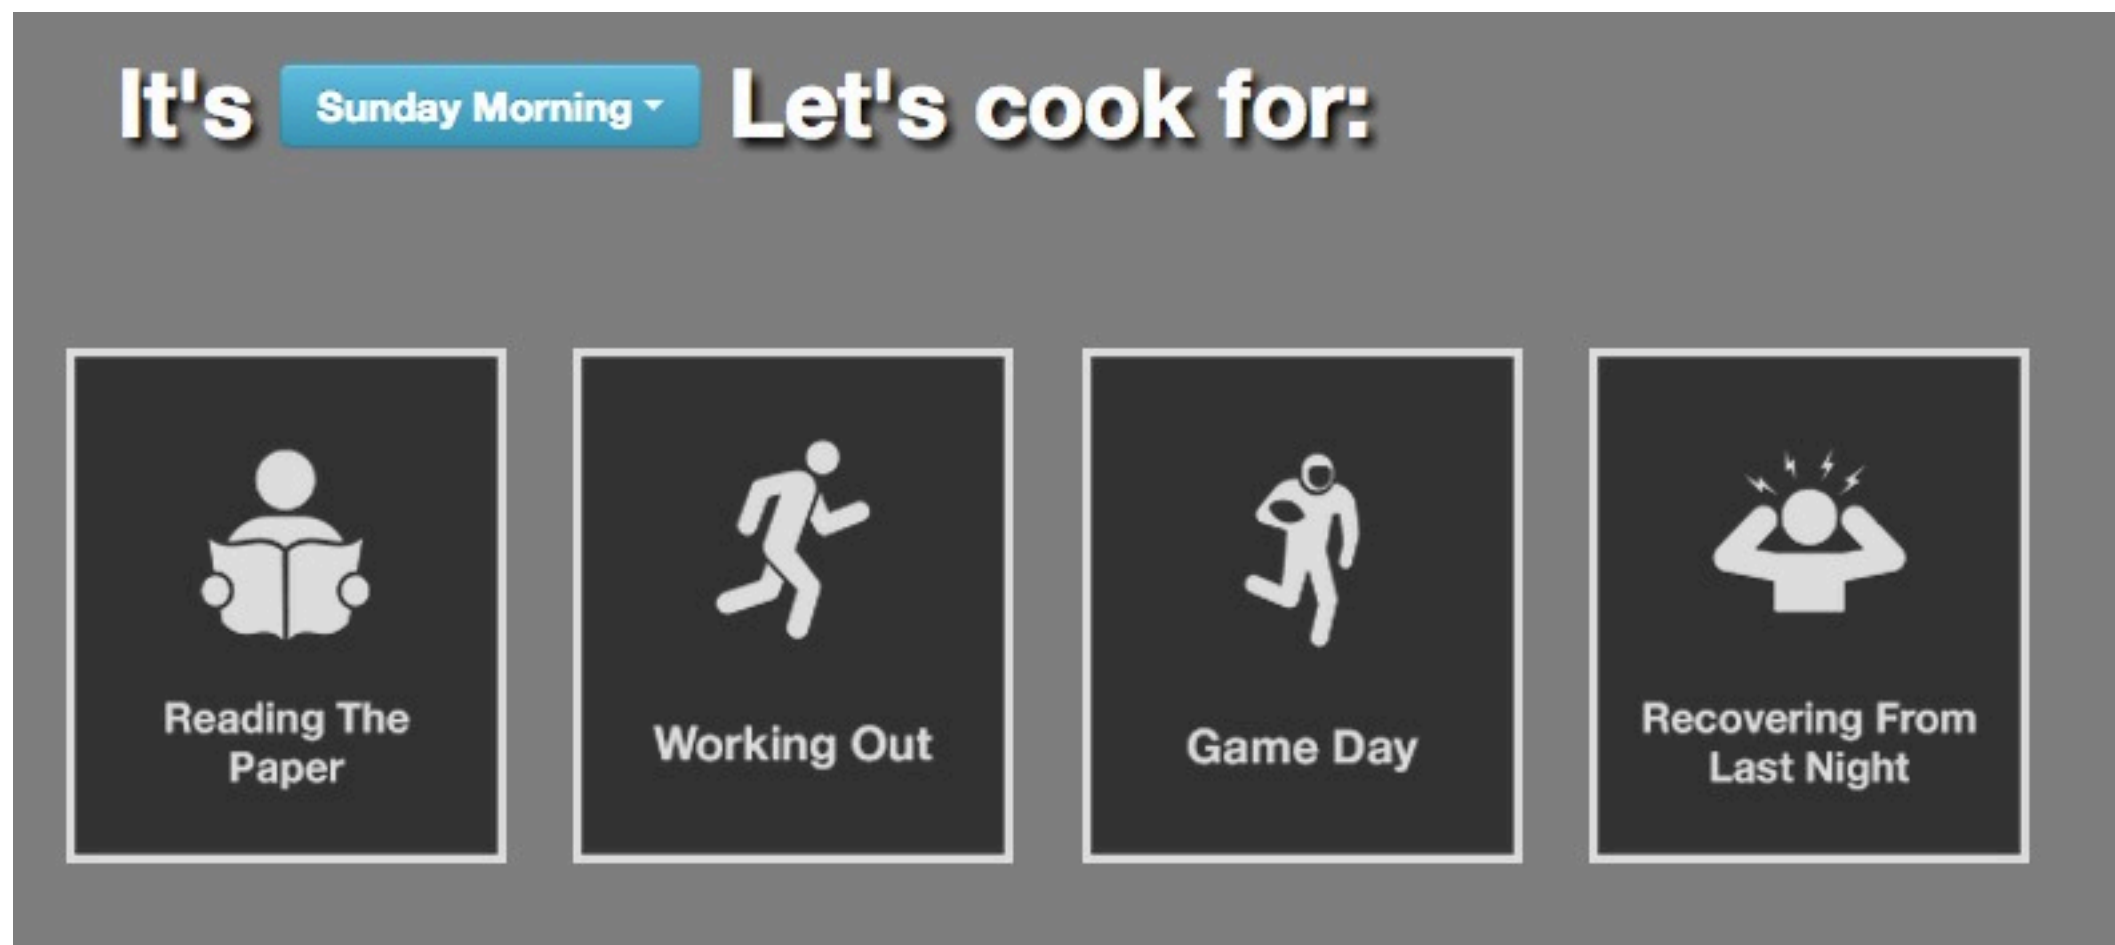 It's Sunday Morning Let's cook for:
Reading The
Paper
Working Out
Game Day
Recovering From
Last Night